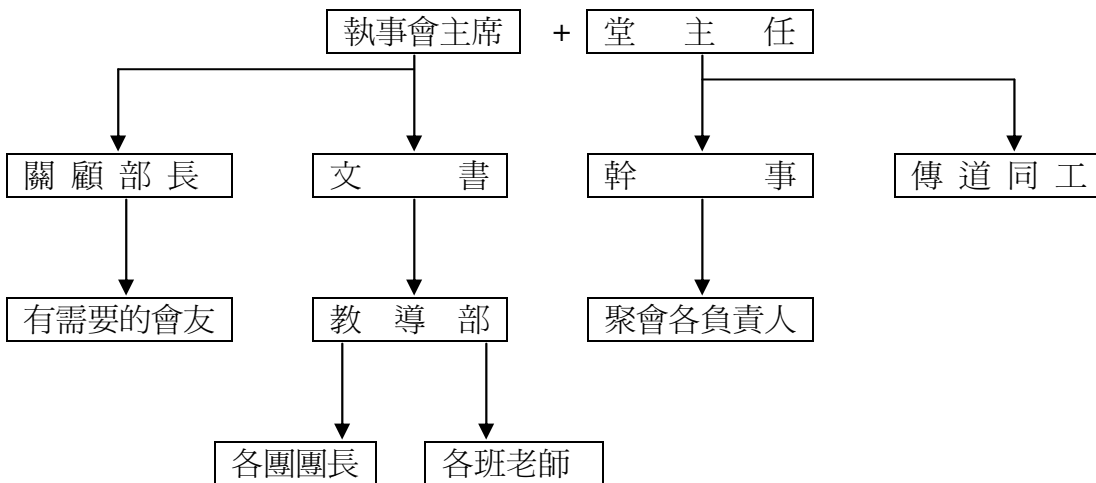 執事會主席 + 堂主任
關顧部長 文書 幹事 傳道同工
有需要的會友 教導部 聚會各負責人
各團團長 各班老師